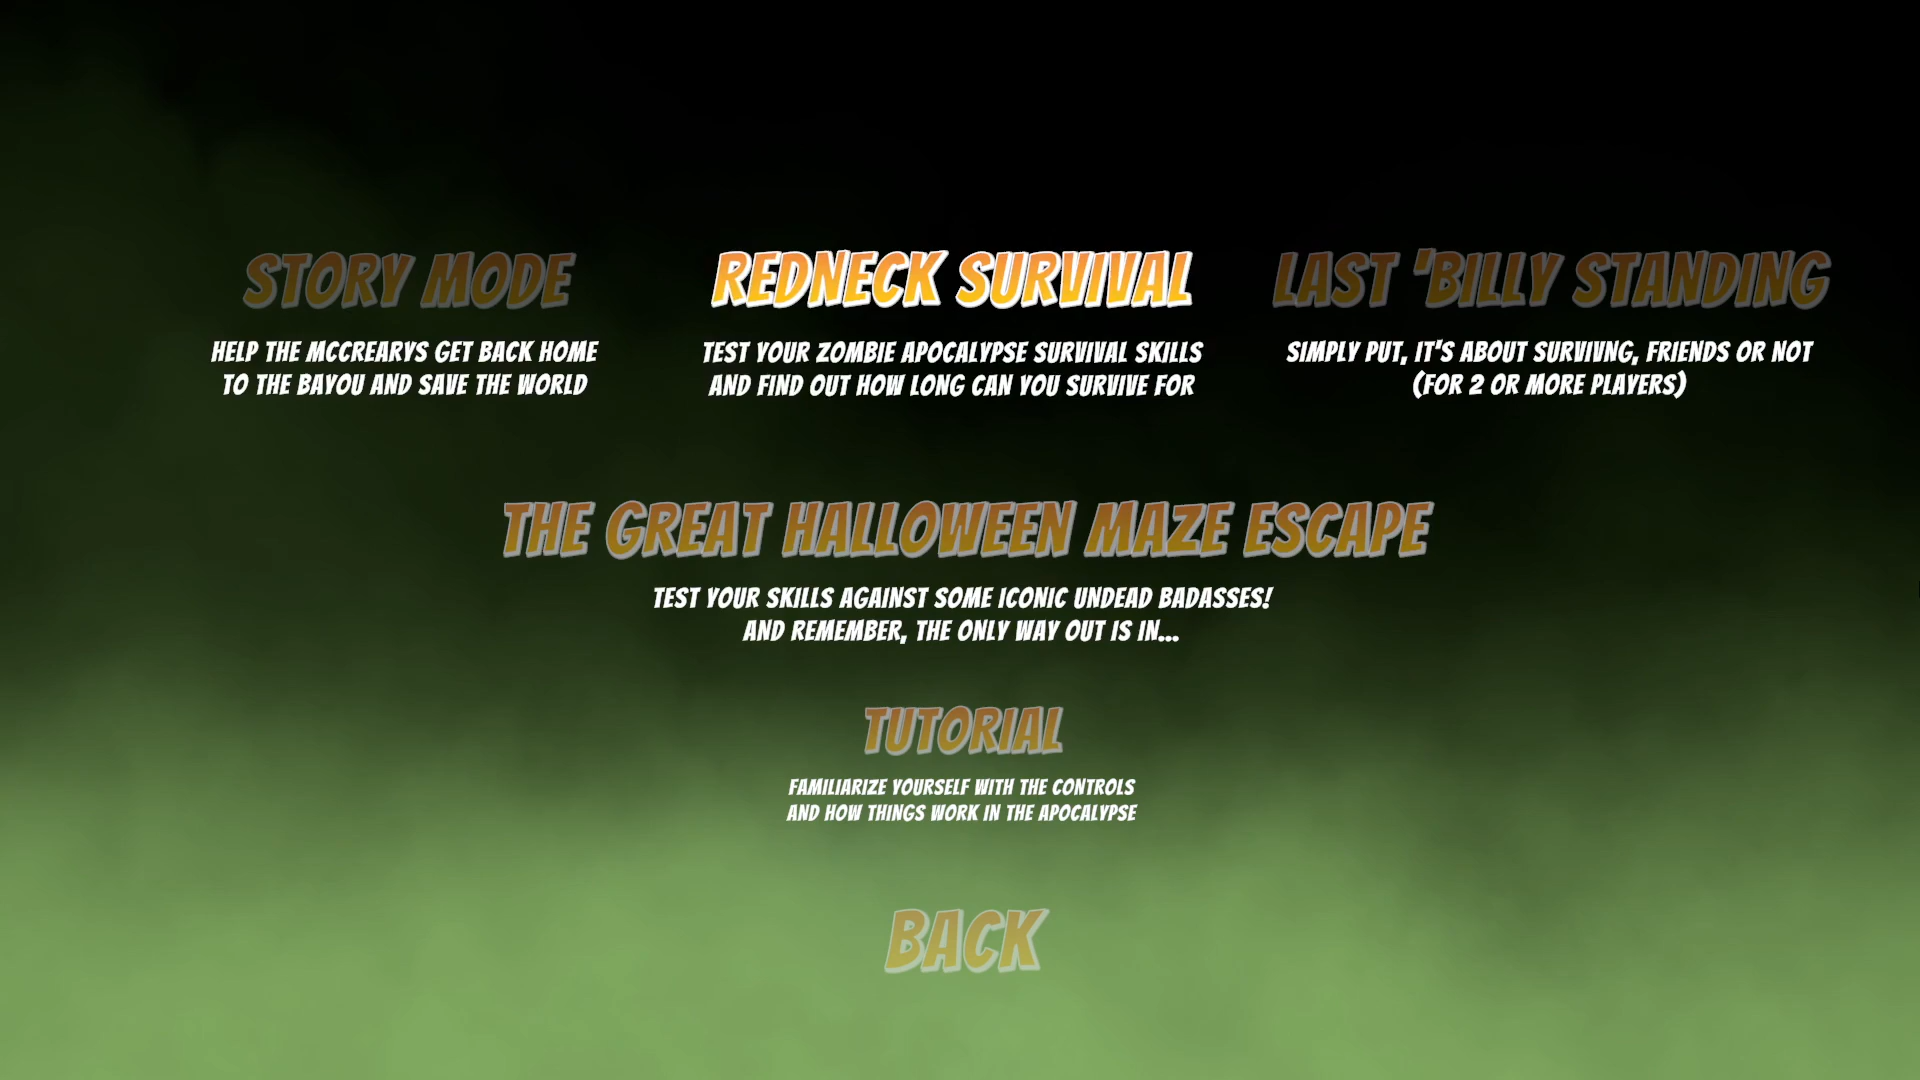 STORY MODE
HELP THE MCCREARYS GET BACK HOME
TO THE BAYOU AND SAVE THE WORLD
REDNECK SURVIVAL
TEST YOUR ZOMBIE APOCALYPSE SURVIVAL SKILLS
AND FIND OUT HOW LONG CAN YOU SURVIVE FOR
LAST 'BILLY STANDING
SIMPLY PUT, IT'S ABOUT SURVIVNG, FRIENDS OR NOT
(FOR 2 OR MORE PLAYERS)
THE GREAT HALLOWEEN MAZE ESCAPE
TEST YOUR SKILLS AGAINST SOME ICONIC UNDEAD BADASSES!
AND REMEMBER, THE ONLY WAY OUT IS IN...
TUTORIAL
FAMILIARIZE YOURSELF WITH THE CONTROLS
AND HOW THINGS WORK IN THE APOCALYPSE
BACK